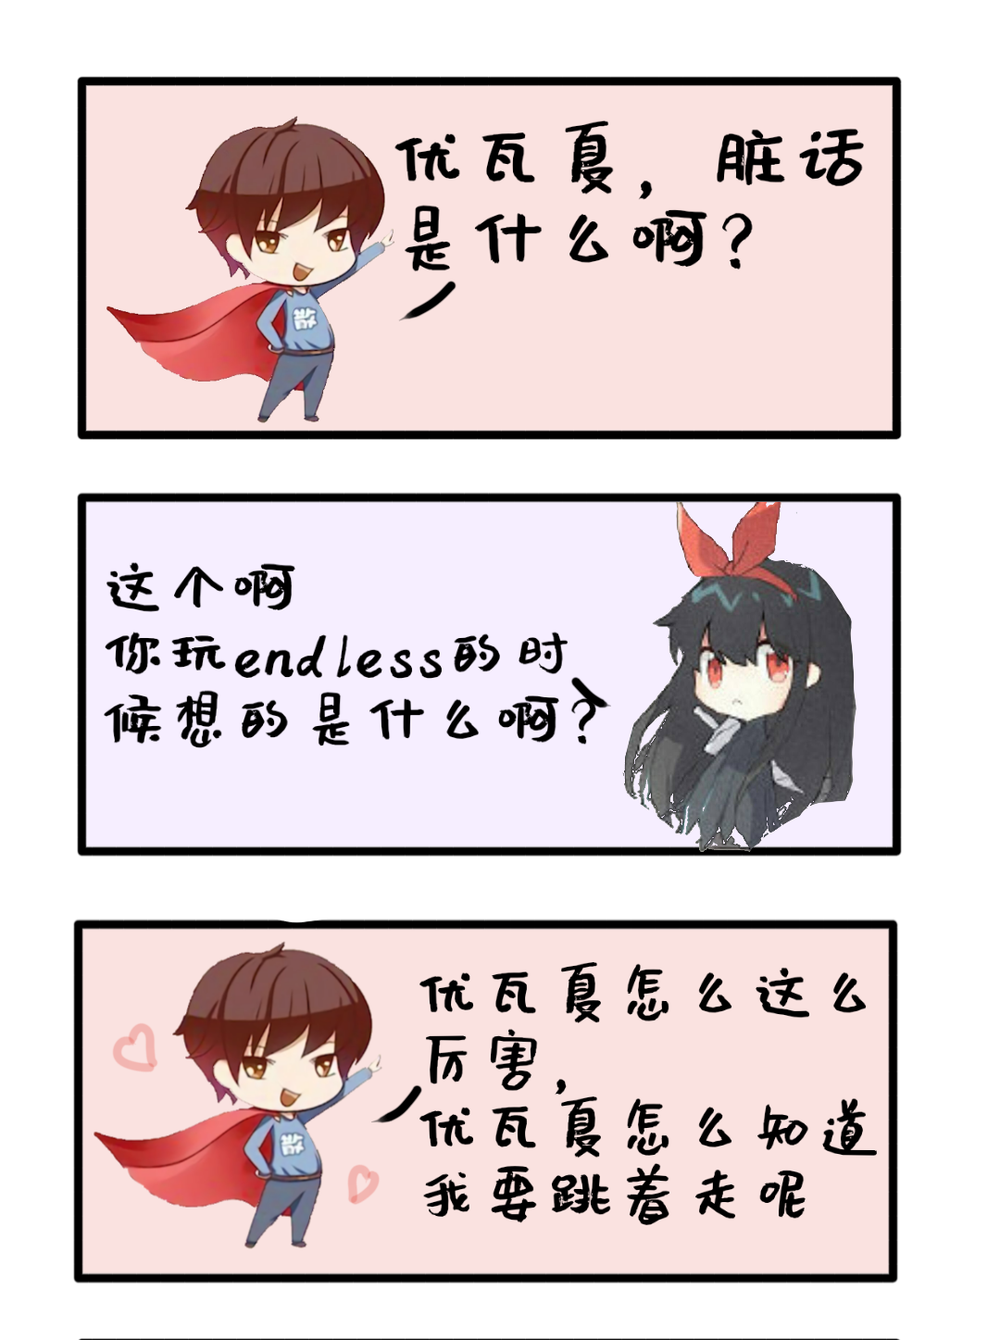 优瓦夏，脏话
是什么啊？
散
这个啊
你玩endless的时
候想的是什么啊？
优瓦夏怎么这么
厉害，
优瓦夏怎么知道
我要跳着走呢
散